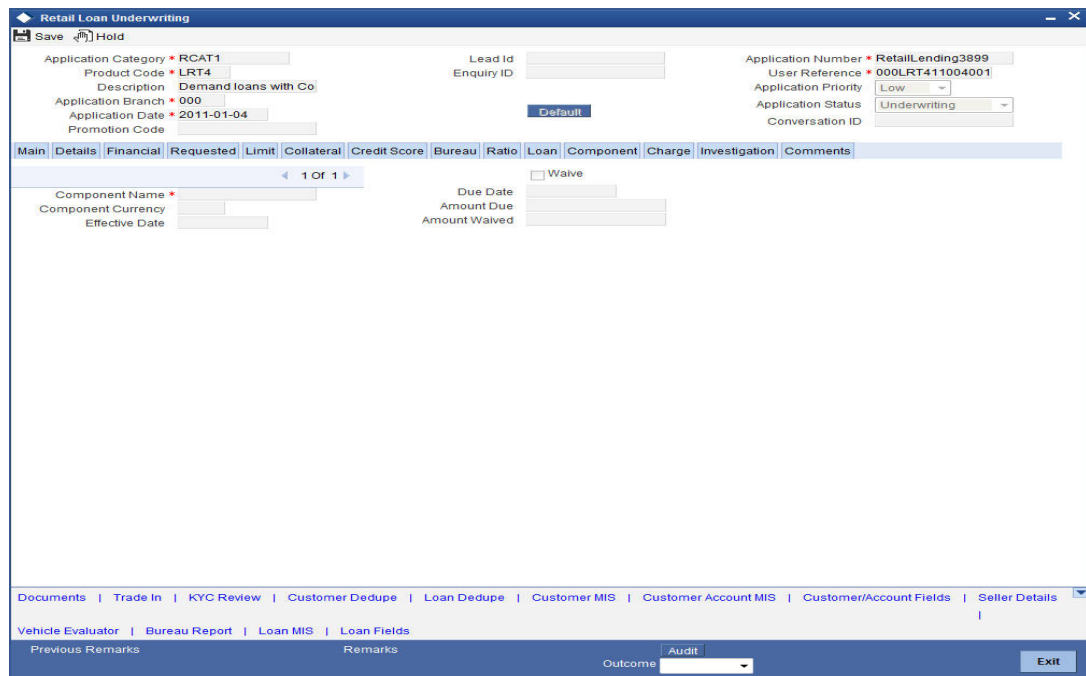 Retail Loan Underwriting
Save Hold
Application Category * RCAT1
Product Code * LRT4
Description Demand loans with Co
Application Branch * 000
Application Date * 2011-01-04
Promotion Code
Lead Id
Enquiry ID
Default
Application Number * RetailLending3899
User Reference * 000LRT411004001
Application Priority Low
Application Status Underwriting
Conversation ID
Main Details Financial Requested Limit Collateral Credit Score Bureau Ratio Loan Component Charge Investigation Comments
1 Of 1
Component Name *
Component Currency
Effective Date
Waive
Due Date
Amount Due
Amount Waived
Documents | Trade In | KYC Review | Customer Dedupe | Loan Dedupe | Customer MIS | Customer Account MIS | Customer/Account Fields | Seller Details |
Vehicle Evaluator | Bureau Report | Loan MIS | Loan Fields
Previous Remarks Remarks Audit
Outcome Exit